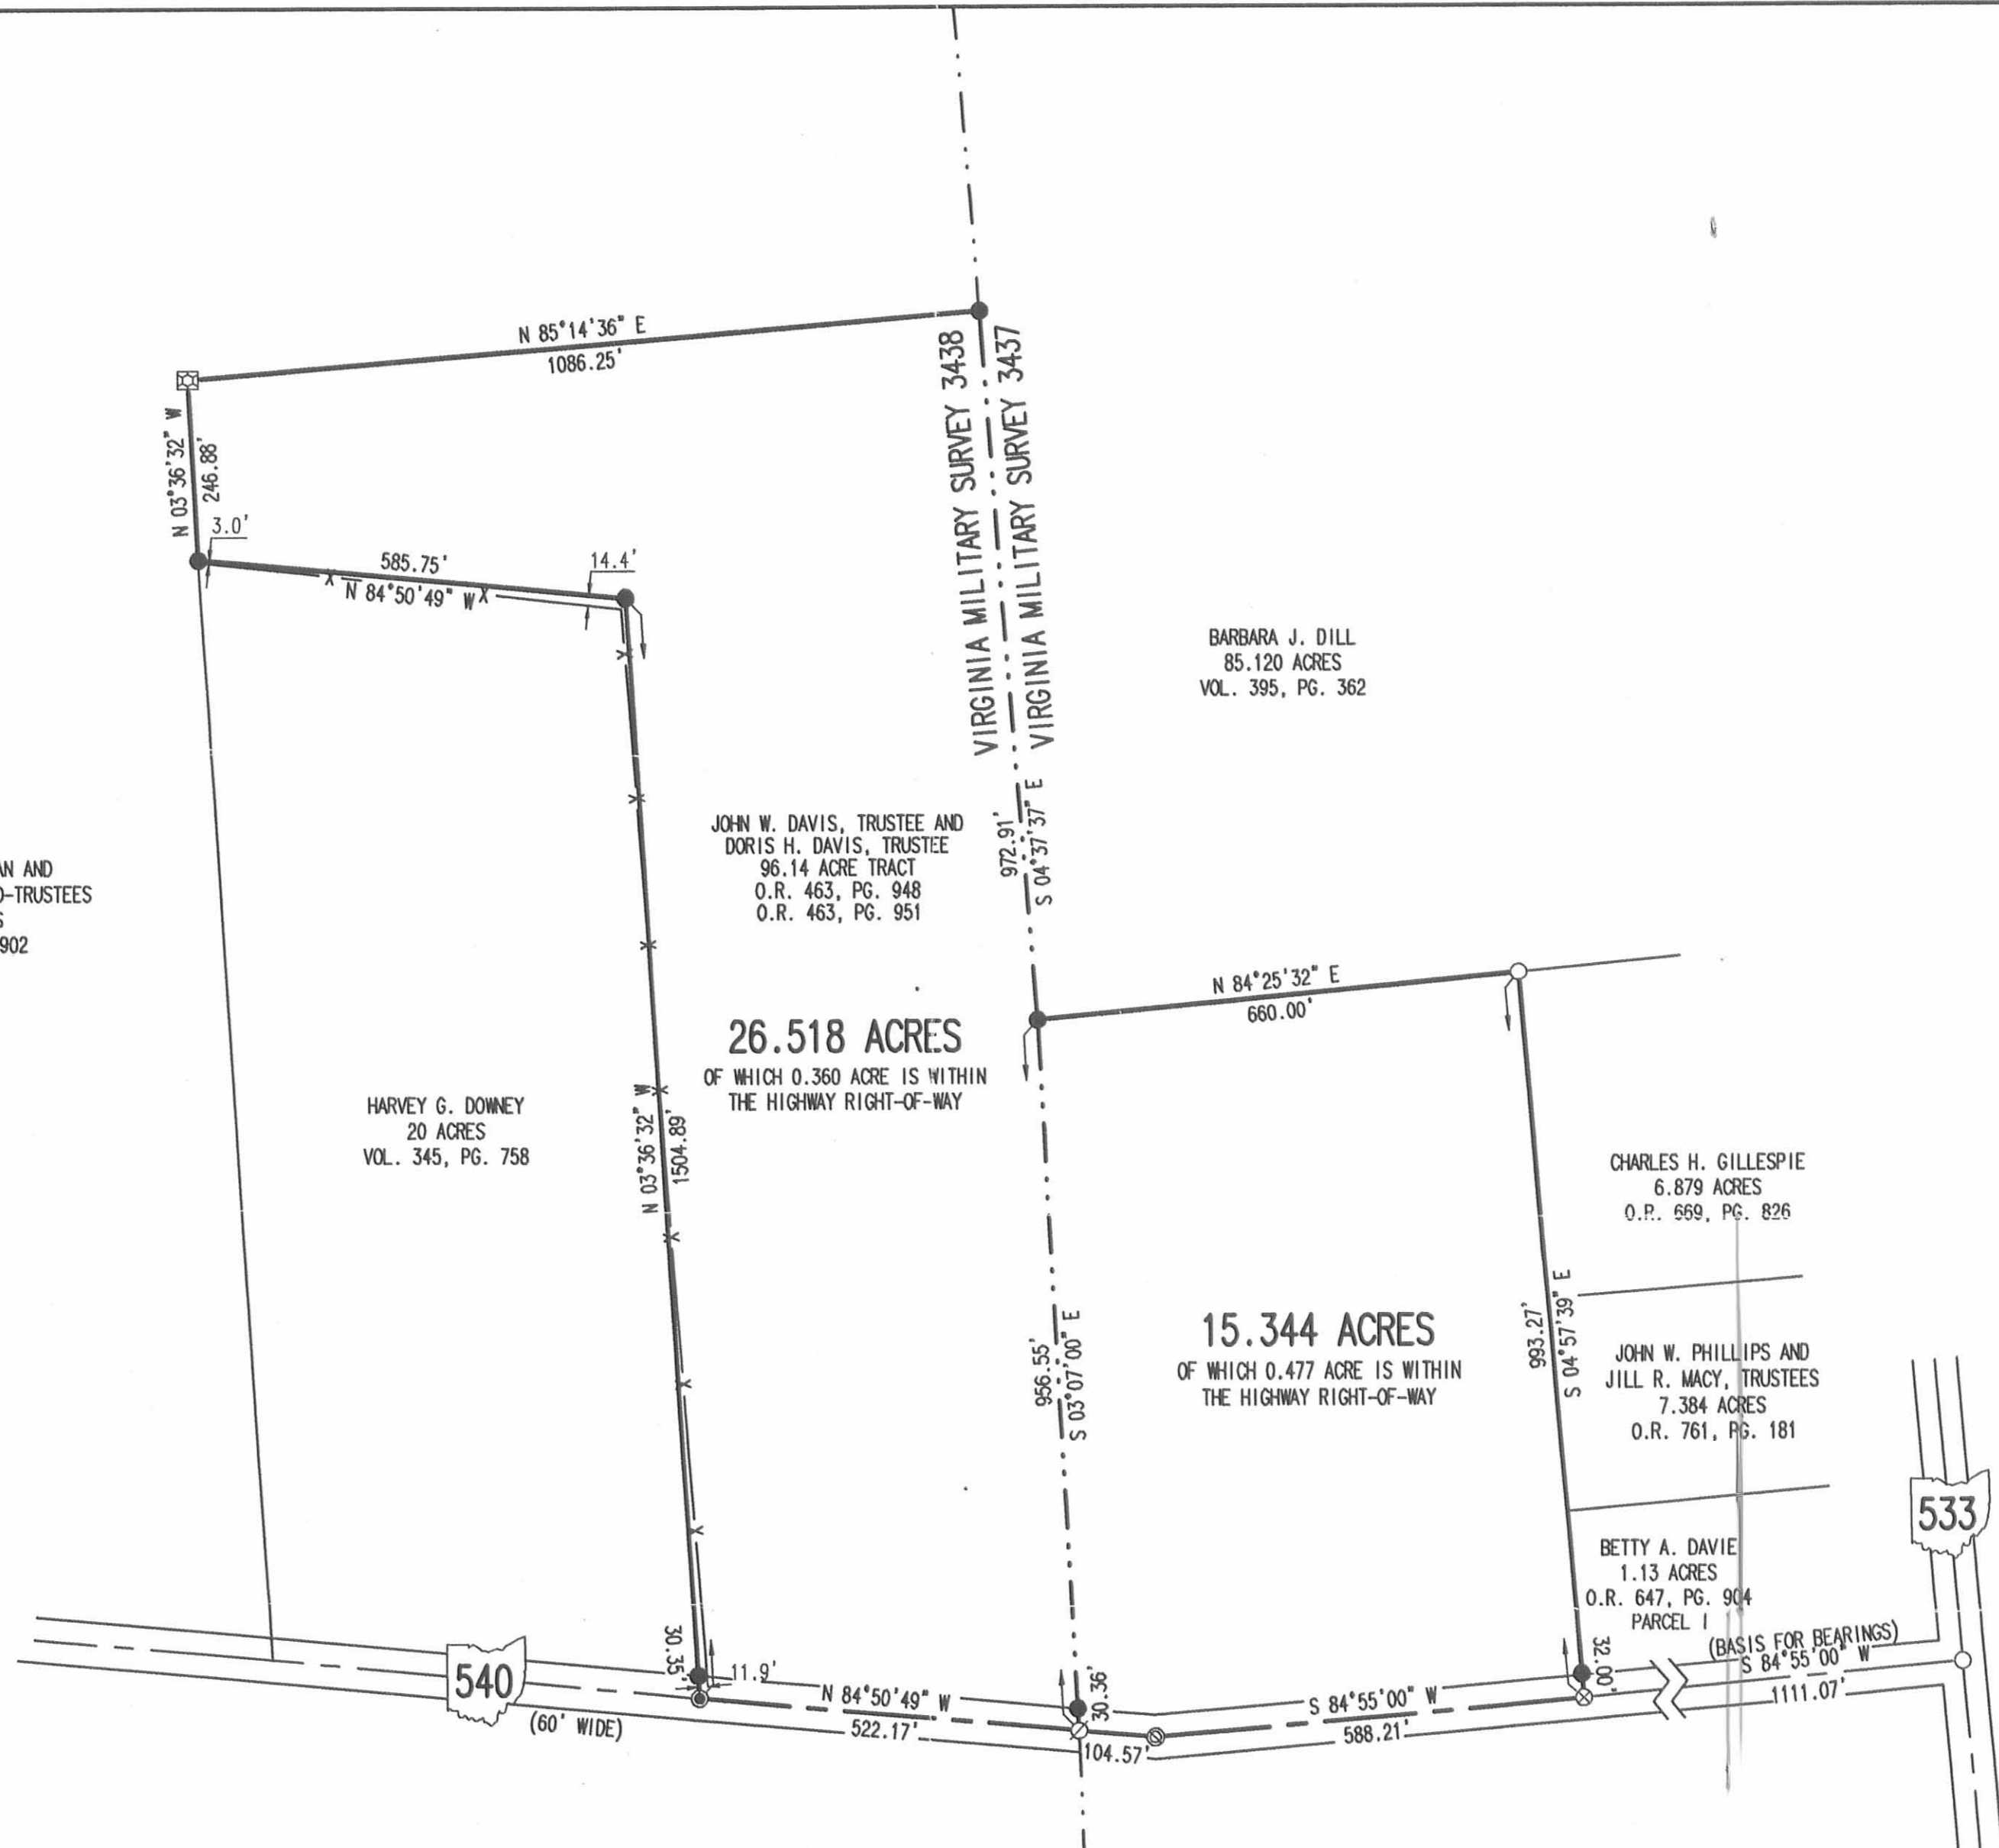 N 85°14'36" E
1086.25'
N 03°36'32" W
246.88'
3.0'
585.75'
N 84°50'49" W
14.4'
VIRGINIA MILITARY SURVEY 3438
VIRGINIA MILITARY SURVEY 3437
BARBARA J. DILL
85.120 ACRES
VOL. 395, PG. 362
972.91'
S 04°37'37" E
JOHN W. DAVIS, TRUSTEE AND
DORIS H. DAVIS, TRUSTEE
96.14 ACRE TRACT
O.R. 463, PG. 948
O.R. 463, PG. 951
AN AND
O-TRUSTEES
S
902
N 84°25'32" E
660.00'
26.518 ACRES
OF WHICH 0.360 ACRE IS WITHIN
THE HIGHWAY RIGHT-OF-WAY
HARVEY G. DOWNEY
20 ACRES
VOL. 345, PG. 758
N 03°36'32" W
1504.89'
CHARLES H. GILLESPIE
6.879 ACRES
O.R. 669, PG. 826
956.55'
S 03°07'00" E
15.344 ACRES
OF WHICH 0.477 ACRE IS WITHIN
THE HIGHWAY RIGHT-OF-WAY
993.27'
S 04°57'39" E
JOHN W. PHILLIPS AND
JILL R. MACY, TRUSTEES
7.384 ACRES
O.R. 761, PG. 181
533
BETTY A. DAVIE
1.13 ACRES
O.R. 647, PG. 904
PARCEL I
(BASIS FOR BEARINGS)
S 84°55'00" W
1111.07'
540
(60' WIDE)
30.35'
11.9'
N 84°50'49" W
522.17'
30.36'
104.57'
S 84°55'00" W
588.21'
32.00'